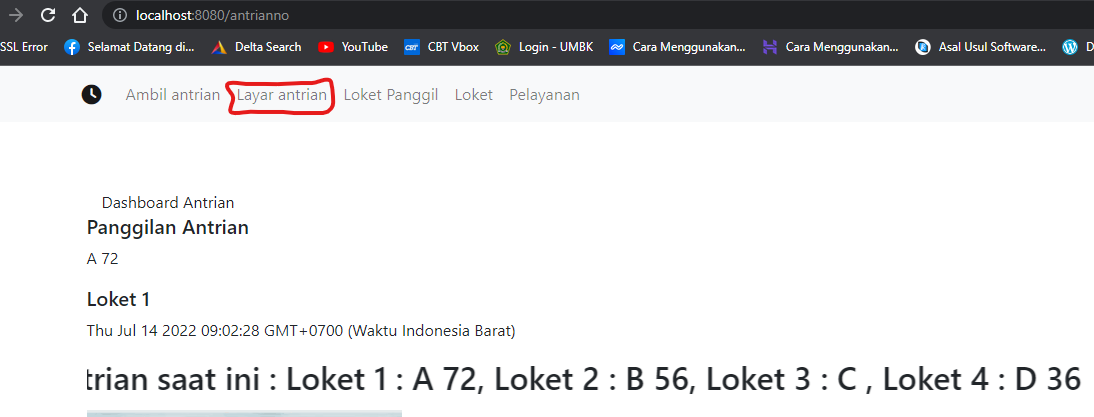 localhost:8080/antrianno
SSL Error Selamat Datang di... Delta Search YouTube CBT CBT Vbox Login - UMBK Cara Menggunakan... Cara Menggunakan... Asal Usul Software... D
Ambil antrian Layar antrian Loket Panggil Loket Pelayanan
Dashboard Antrian
Panggilan Antrian
A 72
Loket 1
Thu Jul 14 2022 09:02:28 GMT+0700 (Waktu Indonesia Barat)
trian saat ini : Loket 1 : A 72, Loket 2 : B 56, Loket 3 : C , Loket 4 : D 36